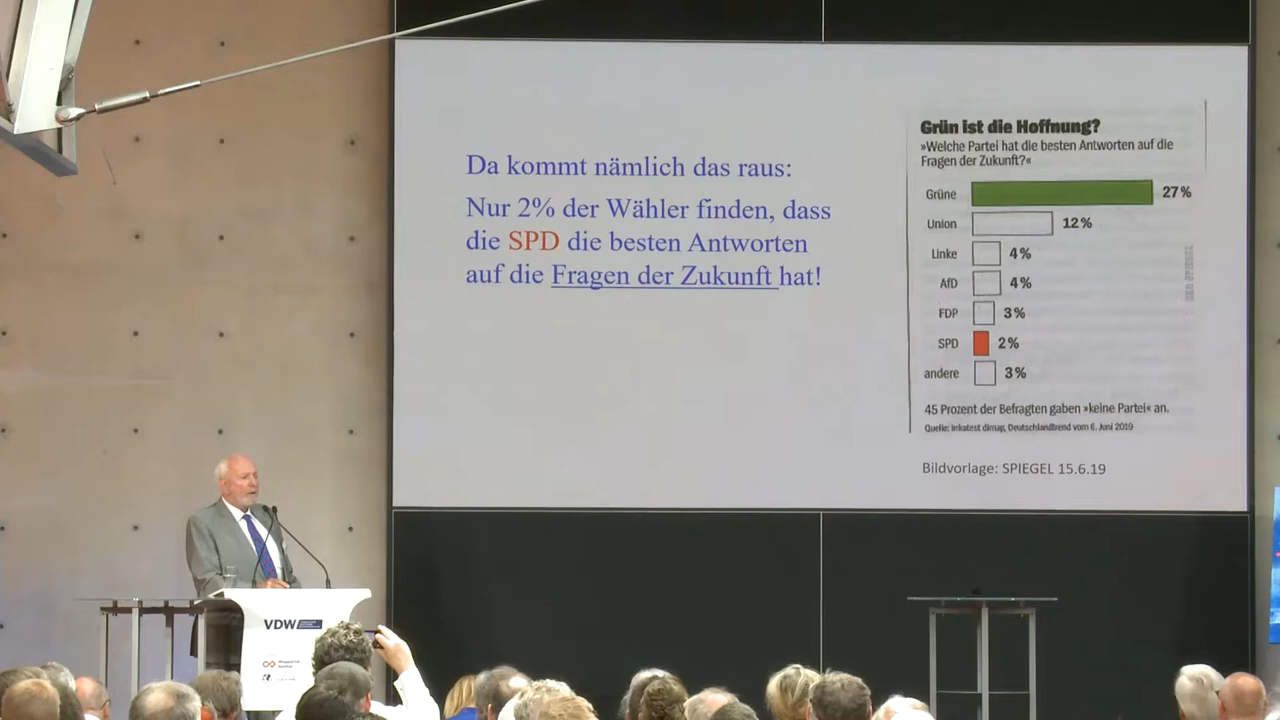 Da kommt nämlich das raus:
Nur 2% der Wähler finden, dass
die SPD die besten Antworten
auf die Fragen der Zukunft hat!
Grün ist die Hoffnung?
»Welche Partei hat die besten Antworten auf die
Fragen der Zukunft?«
Grüne 27%
Union 12%
Linke 4%
AfD 4%
FDP 3%
SPD 2%
andere 3%
45 Prozent der Befragten gaben »keine Partei« an.
Quelle: Infratest dimap, Deutschlandtrend vom 6. Juni 2019
Bildvorlage: SPIEGEL 15.6.19
VDW